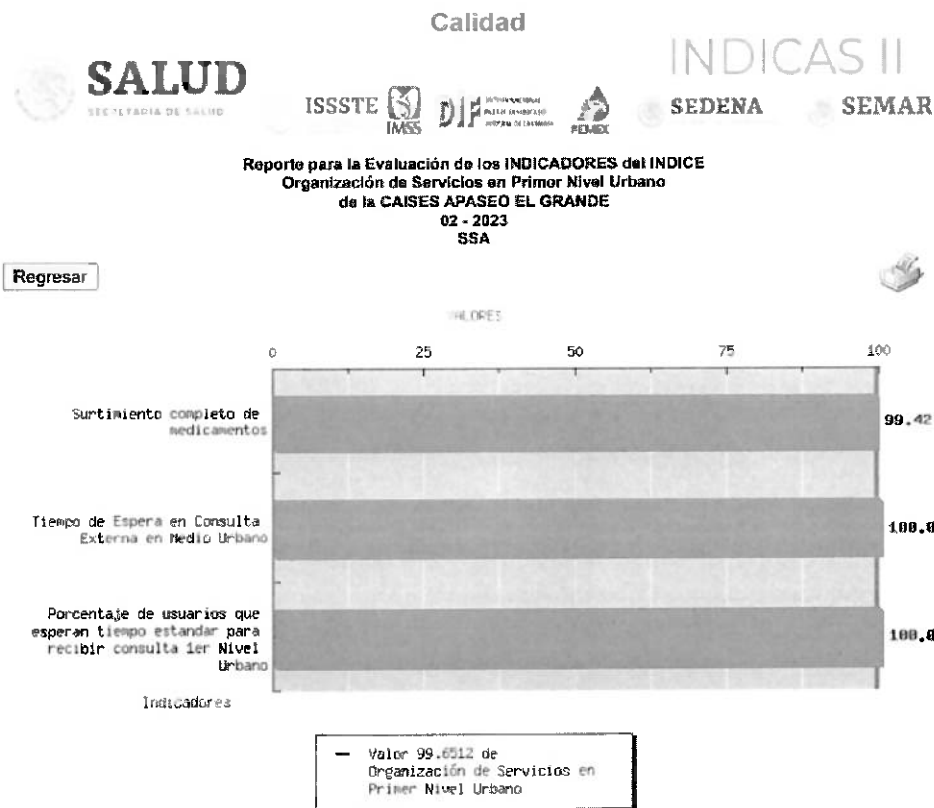 Calidad
INDICAS II
SALUD
SECRETARÍA DE SALUD
ISSSTE
IMSS
DIF
PEMEX
SEDENA
SEMAR
Reporte para la Evaluación de los INDICADORES del INDICE
Organización de Servicios en Primer Nivel Urbano
de la CAISES APASEO EL GRANDE
02 - 2023
SSA
Regresar
VALORES
0 25 50 75 100
Surtimiento completo de
medicamentos
99.42
Tiempo de Espera en Consulta
Externa en Medio Urbano
100.0
Porcentaje de usuarios que
esperan tiempo estandar para
recibir consulta 1er Nivel
Urbano
100.0
Indicadores
Valor 99.6512 de
Organización de Servicios en
Primer Nivel Urbano